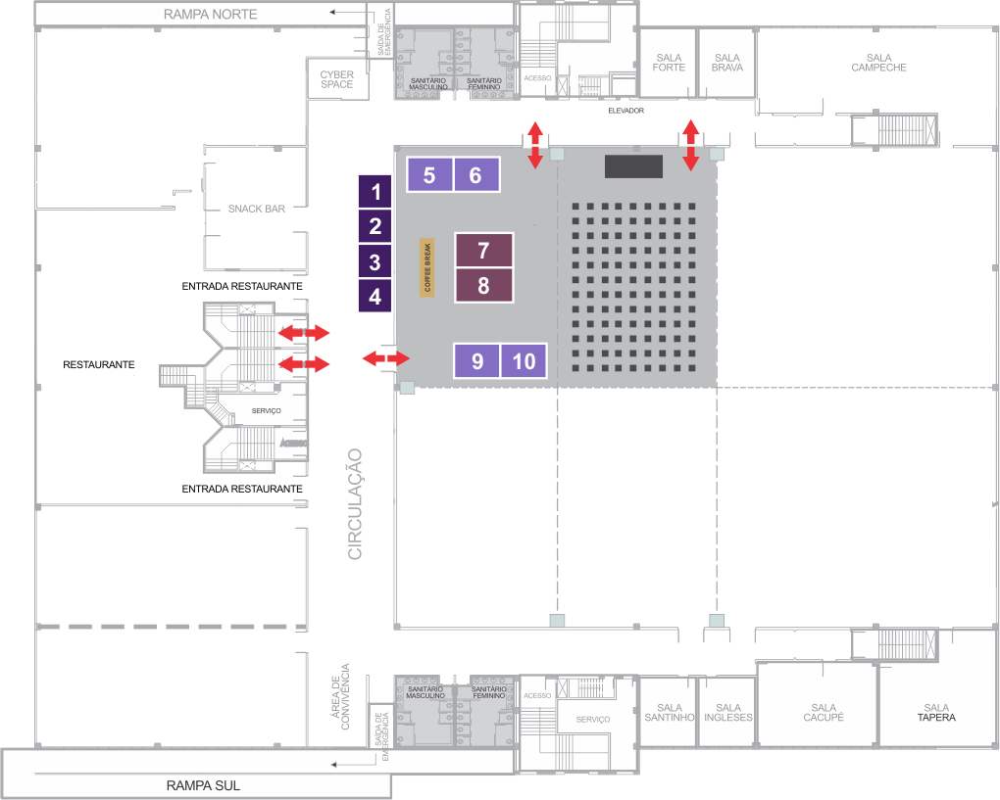 RAMPA NORTE
SAÍDA DE
EMERGÊNCIA
CYBER
SPACE
SANITÁRIO
MASCULINO
SANITÁRIO
FEMININO
ACESSO
ELEVADOR
SALA
FORTE
SALA
BRAVA
SALA
CAMPECHE
SNACK BAR
1
2
3
4
5
6
COFFEE BREAK
7
8
9
10
ENTRADA RESTAURANTE
RESTAURANTE
SERVIÇO
ACESSO
ENTRADA RESTAURANTE
CIRCULAÇÃO
ÁREA DE
CONVIVÊNCIA
SAÍDA DE
EMERGÊNCIA
SANITÁRIO
MASCULINO
SANITÁRIO
FEMININO
ACESSO
SERVIÇO
SALA
SANTINHO
SALA
INGLESES
SALA
CACUPÉ
SALA
TAPERA
RAMPA SUL